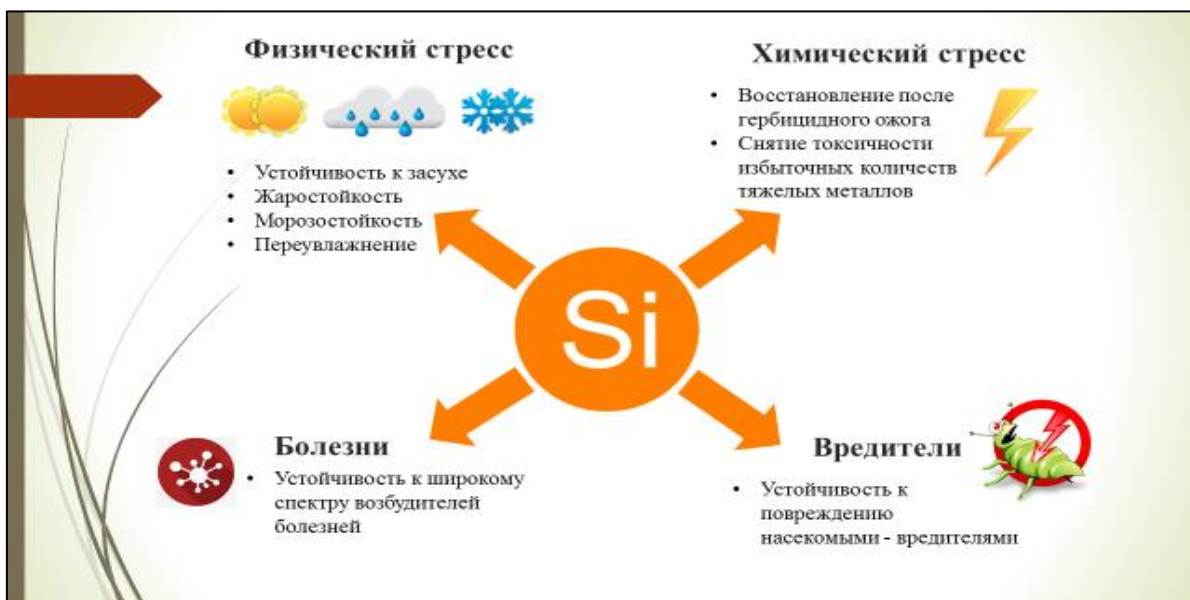 Физический стресс
• Устойчивость к засухе
• Жаростойкость
• Морозостойкость
• Переувлажнение
Химический стресс
• Восстановление после
гербицидного ожога
• Снятие токсичности
избыточных количеств
тяжелых металлов
Si
Болезни
• Устойчивость к широкому
спектру возбудителей
болезней
Вредители
• Устойчивость к
повреждению
насекомыми - вредителями